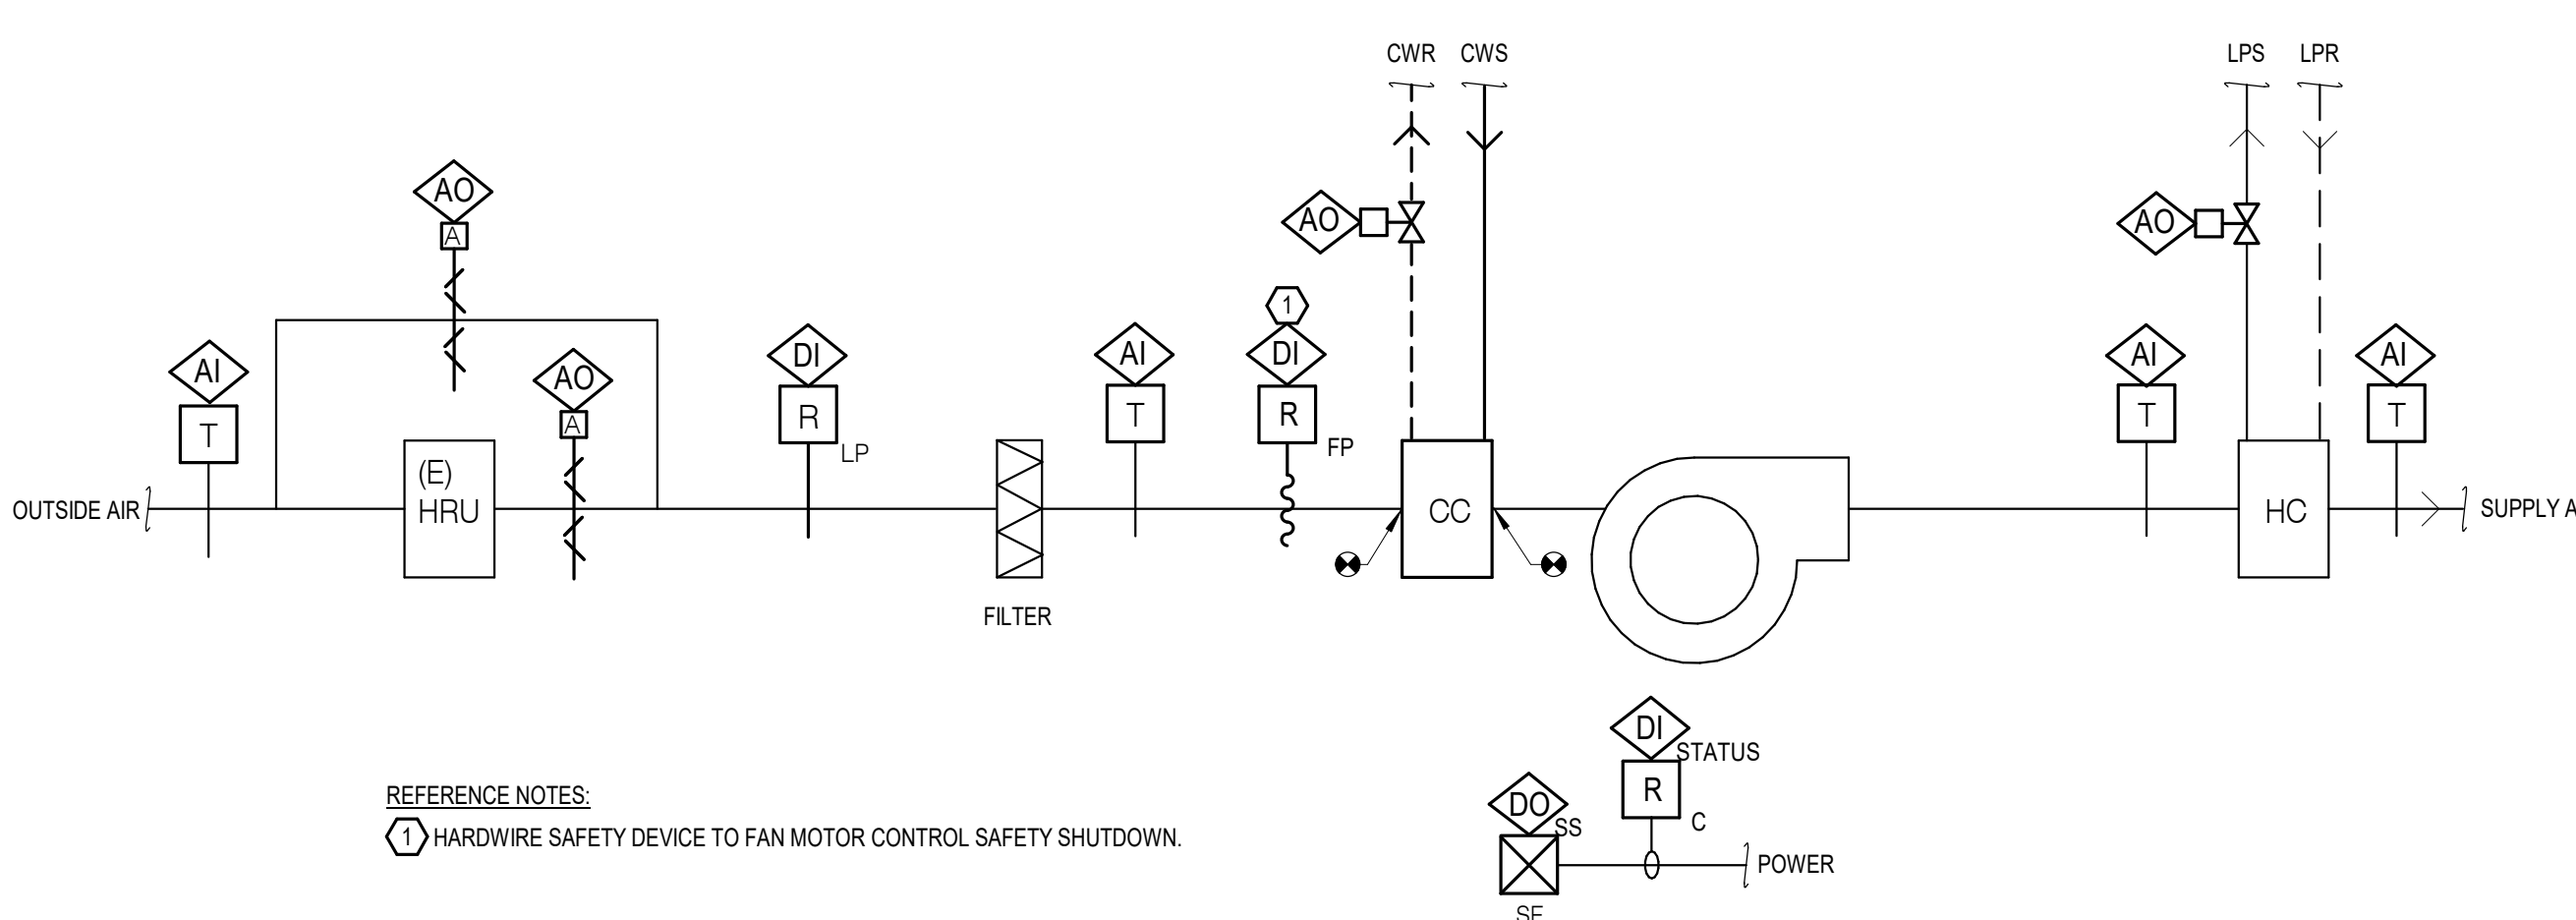 CWR CWS
LPS LPR
AO
A
AO
AO
1
AI
AO
A
DI
R
LP
AI
T
DI
R
FP
AI
T
AI
T
T
OUTSIDE AIR
(E)
HRU
CC
HC
SUPPLY A
FILTER
DI
STATUS
R
C
DO
SS
POWER
SF
REFERENCE NOTES:
1 HARDWIRE SAFETY DEVICE TO FAN MOTOR CONTROL SAFETY SHUTDOWN.